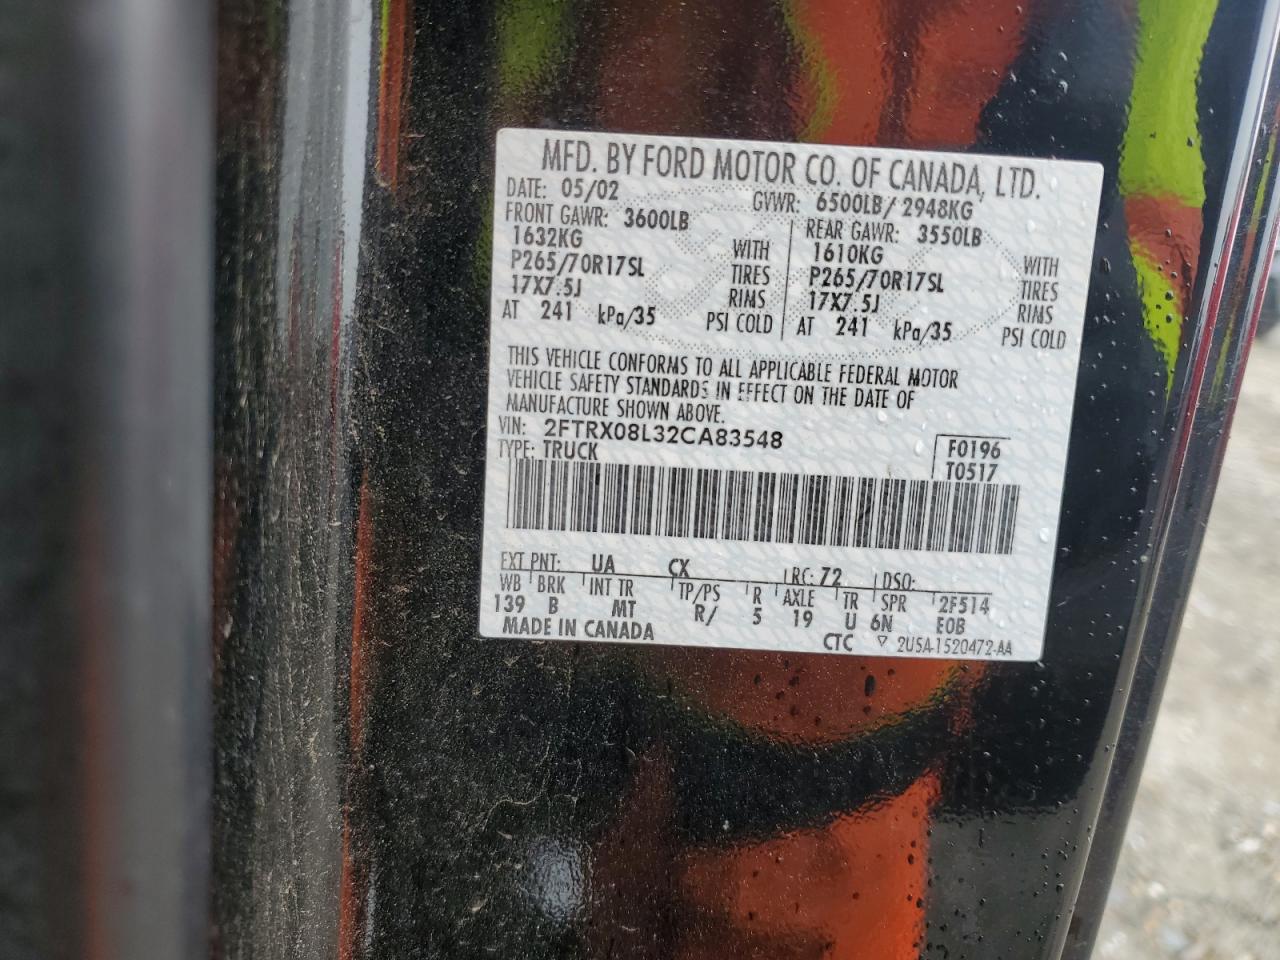 MFD. BY FORD MOTOR CO. OF CANADA, LTD.
DATE: 05/02 GVWR: 6500LB/ 2948KG
FRONT GAWR: 3600LB REAR GAWR: 3550LB
1632KG WITH 1610KG WITH
P265/70R17SL TIRES P265/70R17SL TIRES
17X7.5J RIMS 17X7.5J RIMS
AT 241 kPa/35 PSI COLD AT 241 kPa/35 PSI COLD
THIS VEHICLE CONFORMS TO ALL APPLICABLE FEDERAL MOTOR
VEHICLE SAFETY STANDARDS IN EFFECT ON THE DATE OF
MANUFACTURE SHOWN ABOVE.
VIN: 2FTRX08L32CA83548 F0196
TYPE: TRUCK T0517
EXT PNT: UA CX RC: 72 DSO:
WB BRK INT TR TP/PS R AXLE TR SPR 2F514
139 B MT R/ 5 19 U 6N EOB
MADE IN CANADA CTC ▽ 2USA-1520472-AA